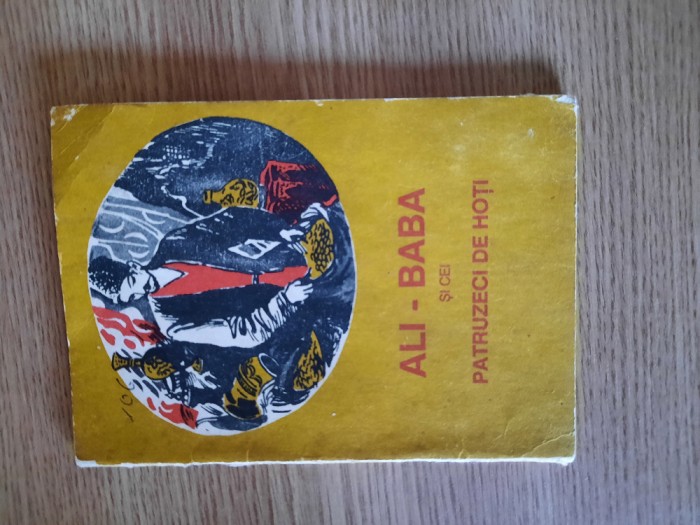 ALI - BABA
ȘI CEI
PATRUZECI DE HOȚI